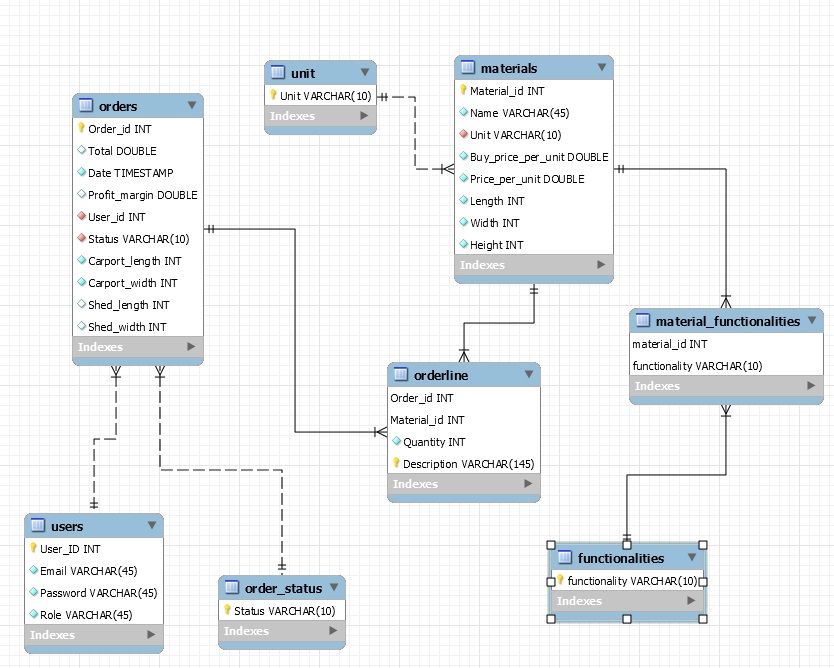 orders
Order_id INT
Total DOUBLE
Date TIMESTAMP
Profit_margin DOUBLE
User_id INT
Status VARCHAR(10)
Carport_length INT
Carport_width INT
Shed_length INT
Shed_width INT
Indexes
unit
Unit VARCHAR(10)
Indexes
materials
Material_id INT
Name VARCHAR(45)
Unit VARCHAR(10)
Buy_price_per_unit DOUBLE
Price_per_unit DOUBLE
Length INT
Width INT
Height INT
Indexes
material_functionalities
material_id INT
functionality VARCHAR(10)
Indexes
orderline
Order_id INT
Material_id INT
Quantity INT
Description VARCHAR(145)
Indexes
users
User_ID INT
Email VARCHAR(45)
Password VARCHAR(45)
Role VARCHAR(45)
Indexes
order_status
Status VARCHAR(10)
Indexes
functionalities
functionality VARCHAR(10)
Indexes